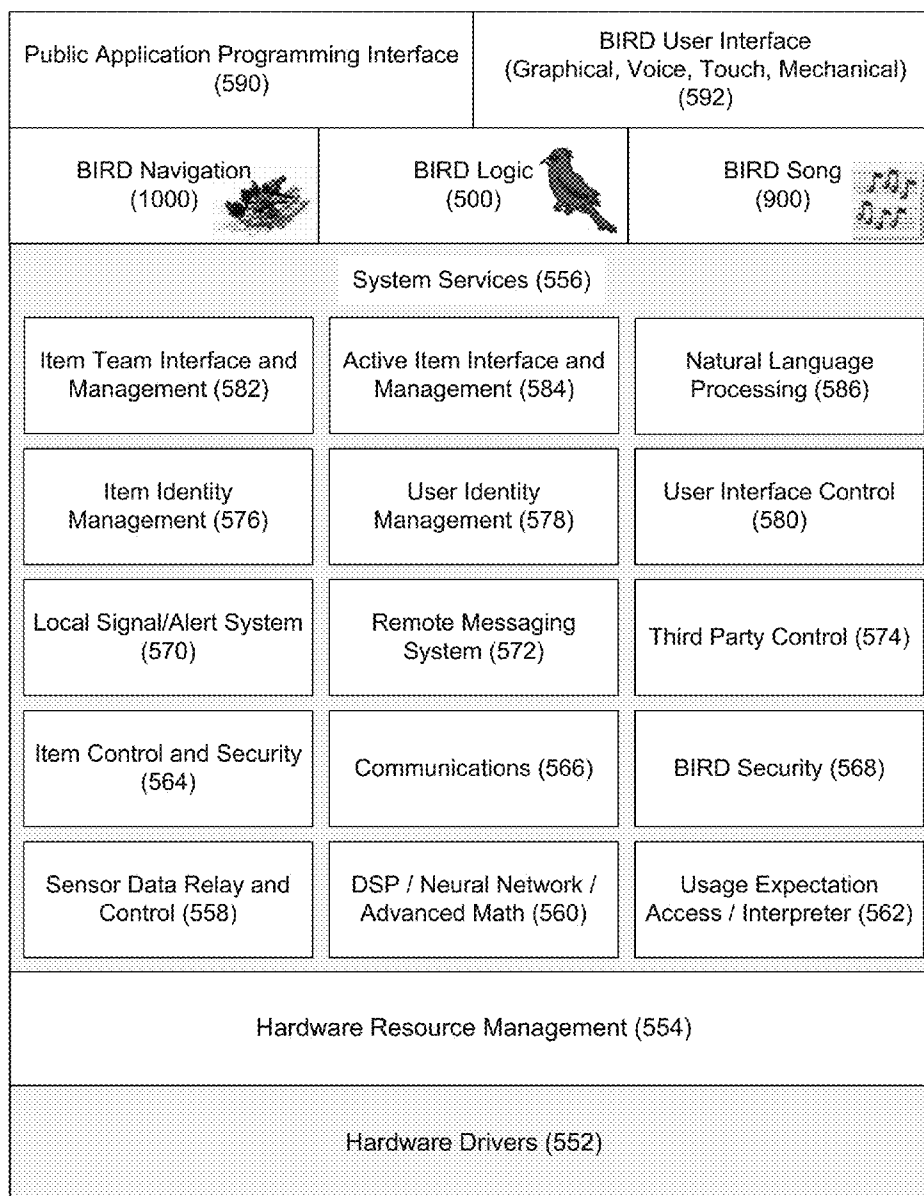 Public Application Programming Interface
(590)
BIRD User Interface
(Graphical, Voice, Touch, Mechanical)
(592)
BIRD Navigation
(1000)
BIRD Logic
(500)
BIRD Song
(900)
System Services (556)
Item Team Interface and
Management (582)
Active Item Interface and
Management (584)
Natural Language
Processing (586)
Item Identity
Management (576)
User Identity
Management (578)
User Interface Control
(580)
Local Signal/Alert System
(570)
Remote Messaging
System (572)
Third Party Control (574)
Item Control and Security
(564)
Communications (566)
BIRD Security (568)
Sensor Data Relay and
Control (558)
DSP / Neural Network /
Advanced Math (560)
Usage Expectation
Access / Interpreter (562)
Hardware Resource Management (554)
Hardware Drivers (552)